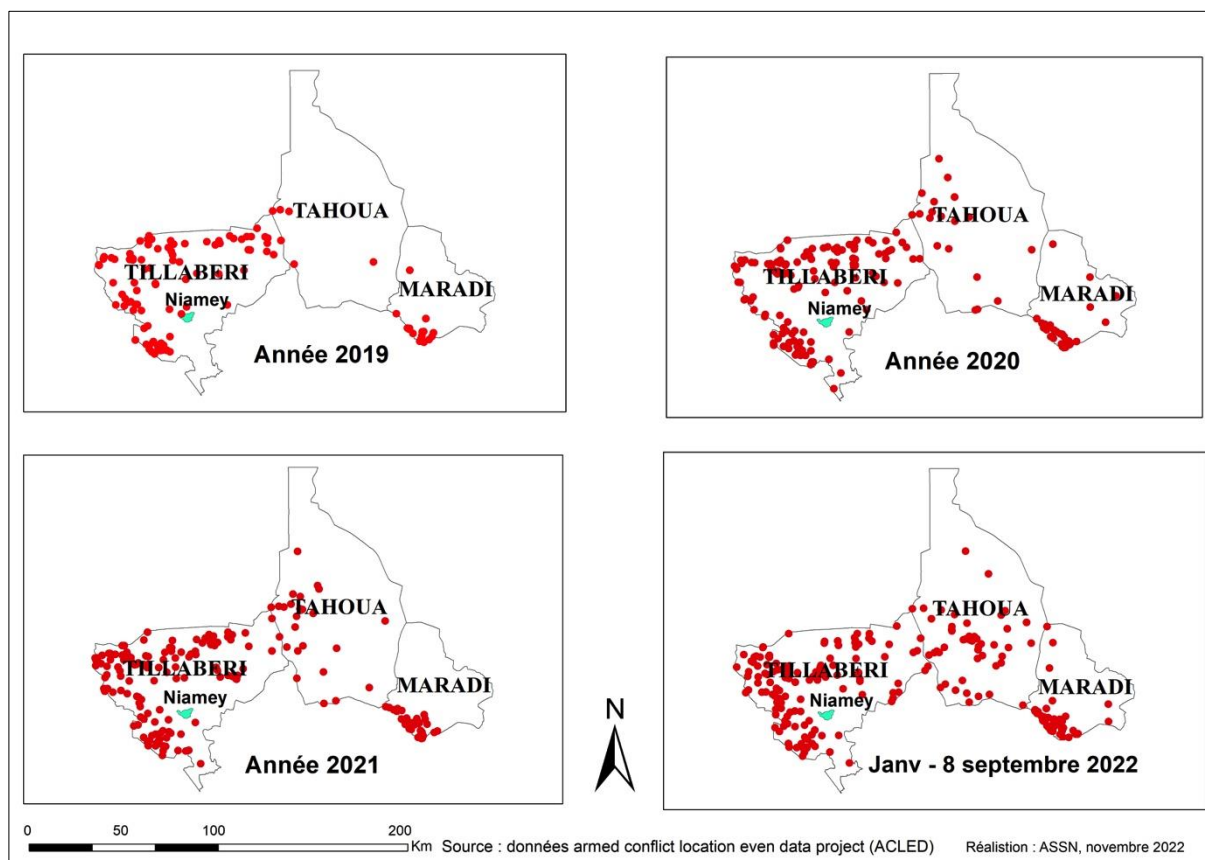 TAHOUA
TILLABERI
MARADI
Niamey
Année 2019
TAHOUA
TILLABERI
MARADI
Niamey
Année 2020
TAHOUA
TILLABERI
MARADI
Niamey
Année 2021
N
TAHOUA
TILLABERI
MARADI
Niamey
Janv - 8 septembre 2022
0 50 100 200
Km Source : données armed conflict location even data project (ACLED) Réalistion : ASSN, novembre 2022